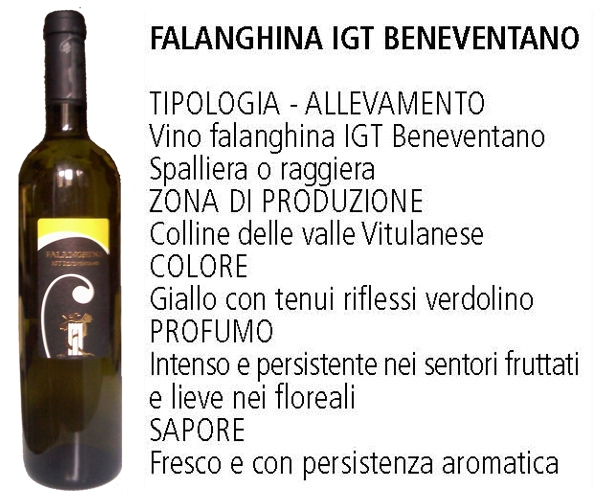 FALANGHINA IGT BENEVENTANO
TIPOLOGIA - ALLEVAMENTO
Vino falanghina IGT Beneventano
Spalliera o raggiera
ZONA DI PRODUZIONE
Colline delle valle Vitulanese
COLORE
Giallo con tenui riflessi verdolino
PROFUMO
Intenso e persistente nei sentori fruttati
e lieve nei floreali
SAPORE
Fresco e con persistenza aromatica
FALANGHINA